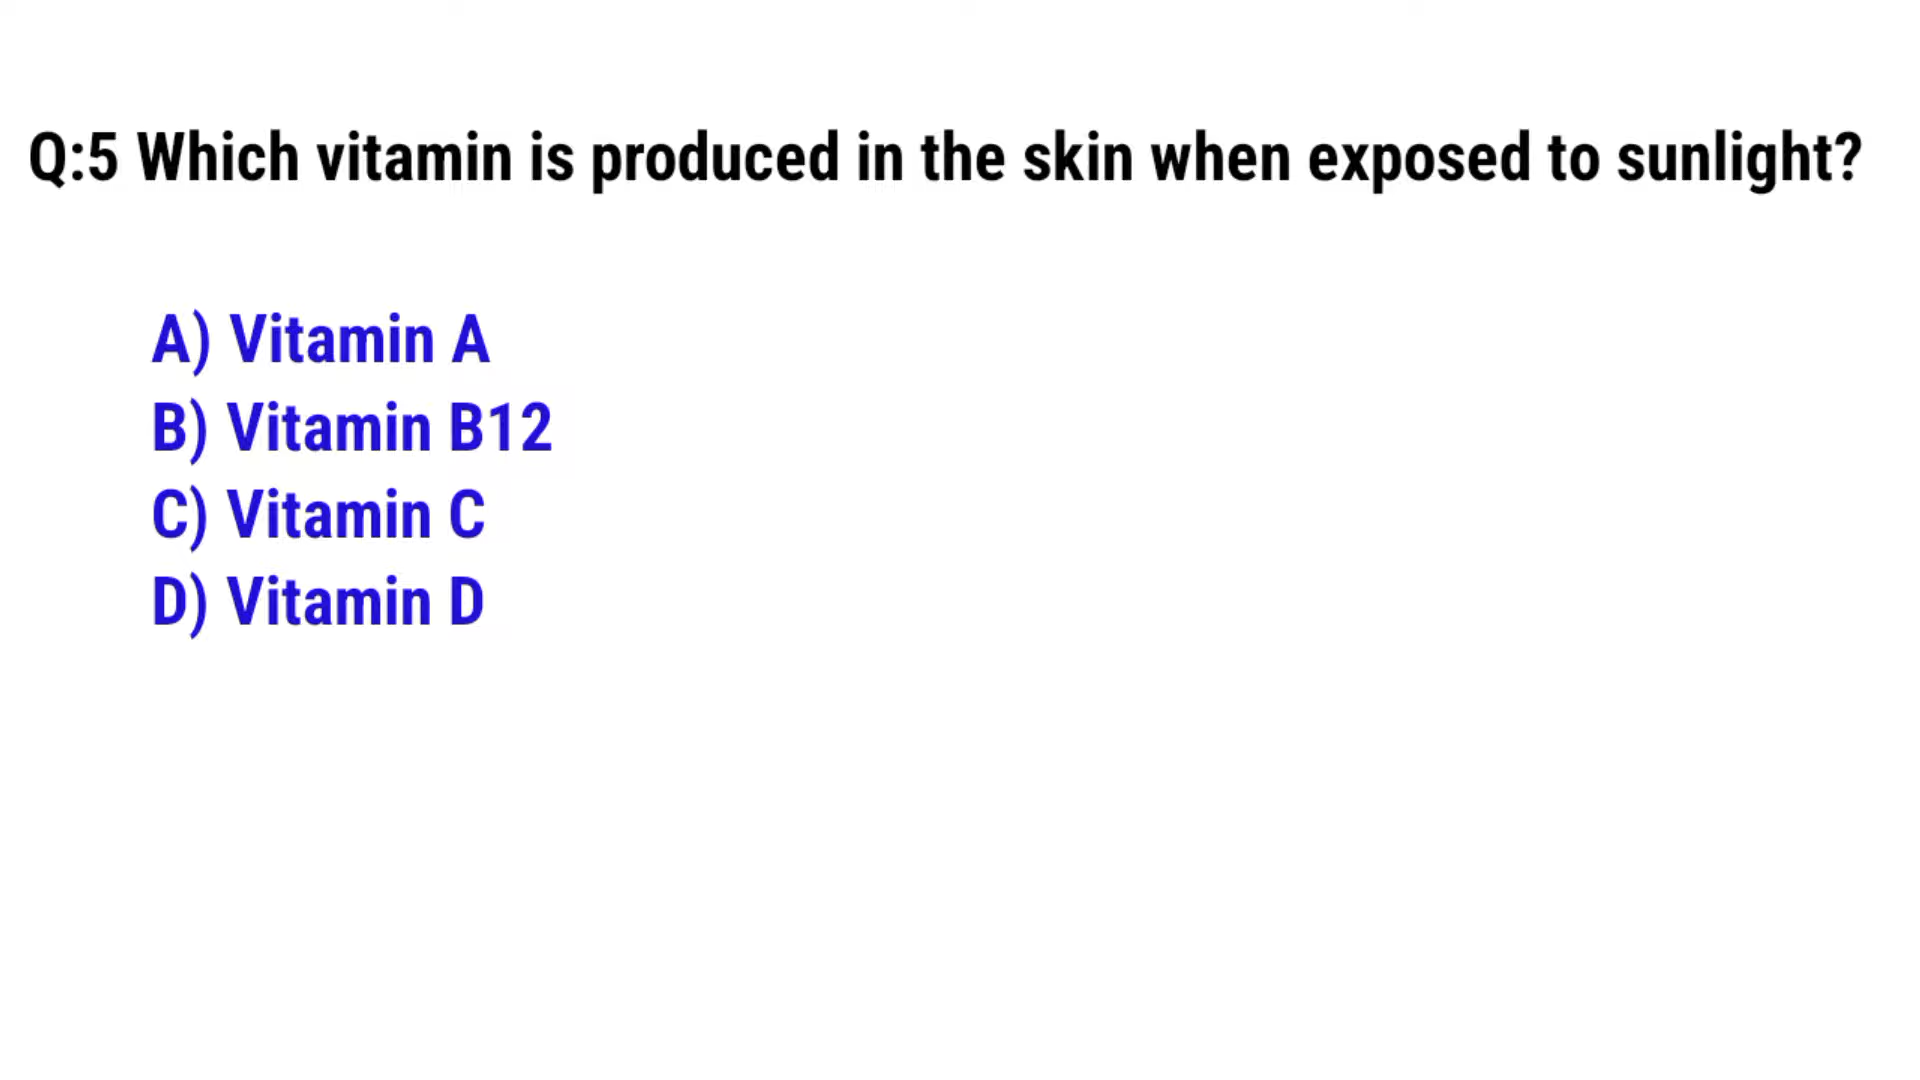 Q:5 Which vitamin is produced in the skin when exposed to sunlight?
A) Vitamin A
B) Vitamin B12
C) Vitamin C
D) Vitamin D